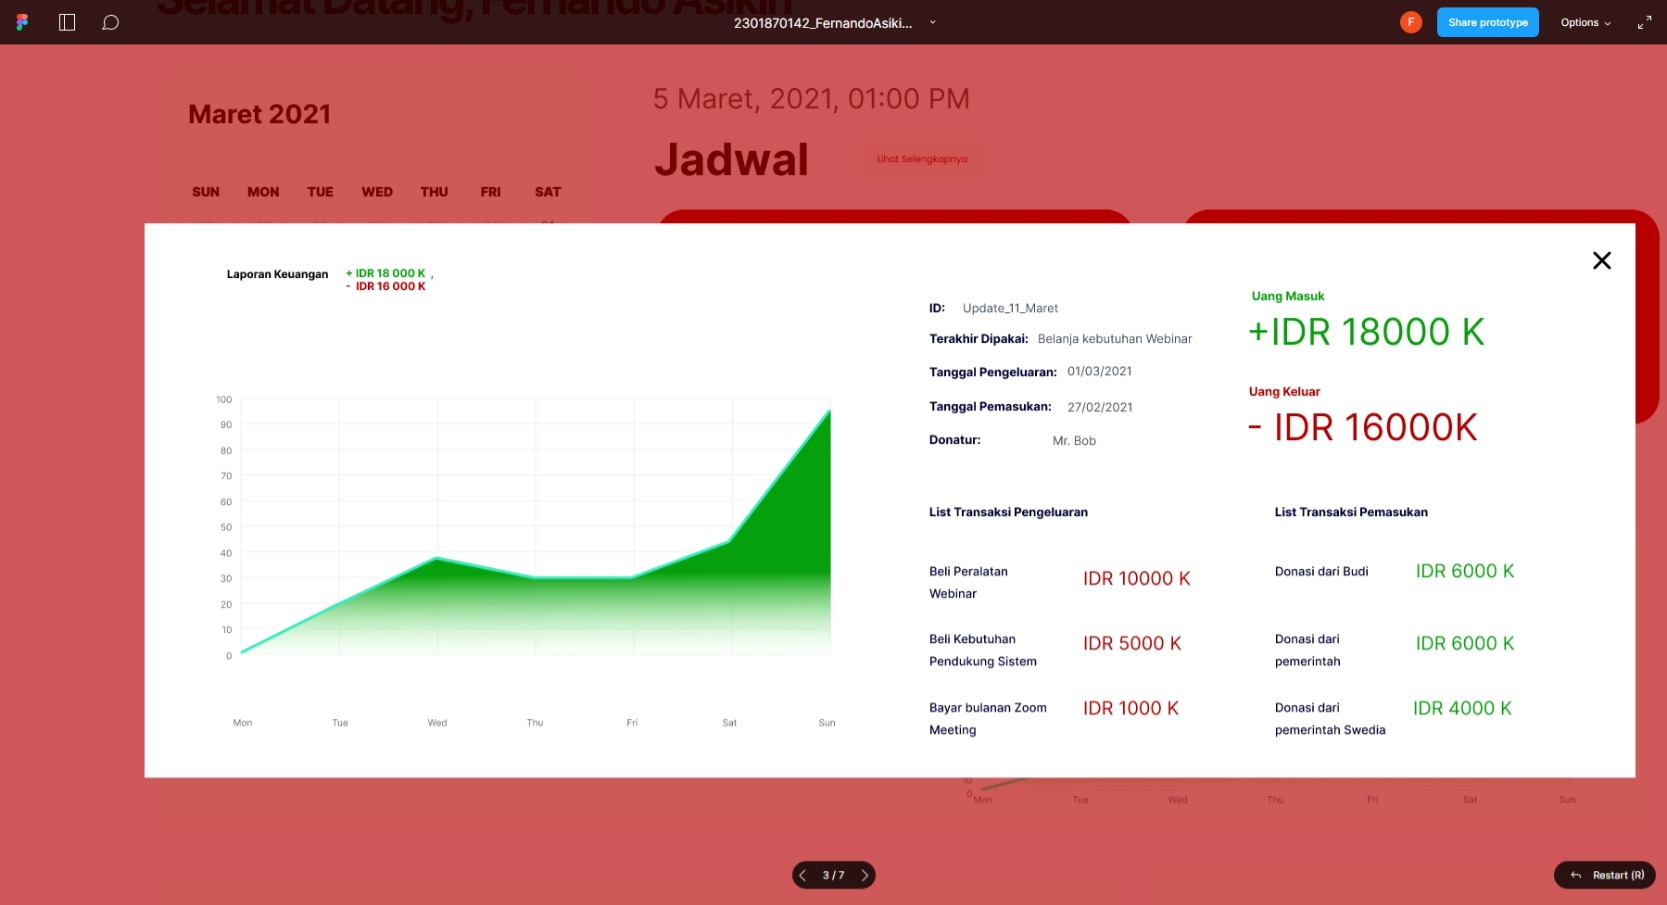 Selamat Datang, Fernando Asikin
2301870142_FernandoAsiki...
F
Share prototype
Options
Maret 2021
SUN MON TUE WED THU FRI SAT
5 Maret, 2021, 01:00 PM
Jadwal
Lihat Selengkapnya
Laporan Keuangan
+ IDR 18 000 K ,
- IDR 16 000 K
100
90
80
70
60
50
40
30
20
10
0
Mon Tue Wed Thu Fri Sat Sun
ID: Update_11_Maret
Terakhir Dipakai: Belanja kebutuhan Webinar
Tanggal Pengeluaran: 01/03/2021
Tanggal Pemasukan: 27/02/2021
Donatur: Mr. Bob
Uang Masuk
+IDR 18000 K
Uang Keluar
- IDR 16000K
List Transaksi Pengeluaran
Beli Peralatan
Webinar
IDR 10000 K
Beli Kebutuhan
Pendukung Sistem
IDR 5000 K
Bayar bulanan Zoom
Meeting
IDR 1000 K
List Transaksi Pemasukan
Donasi dari Budi
IDR 6000 K
Donasi dari
pemerintah
IDR 6000 K
Donasi dari
pemerintah Swedia
IDR 4000 K
10
0
Mon Tue Wed Thu Fri Sat Sun
3 / 7
Restart (R)